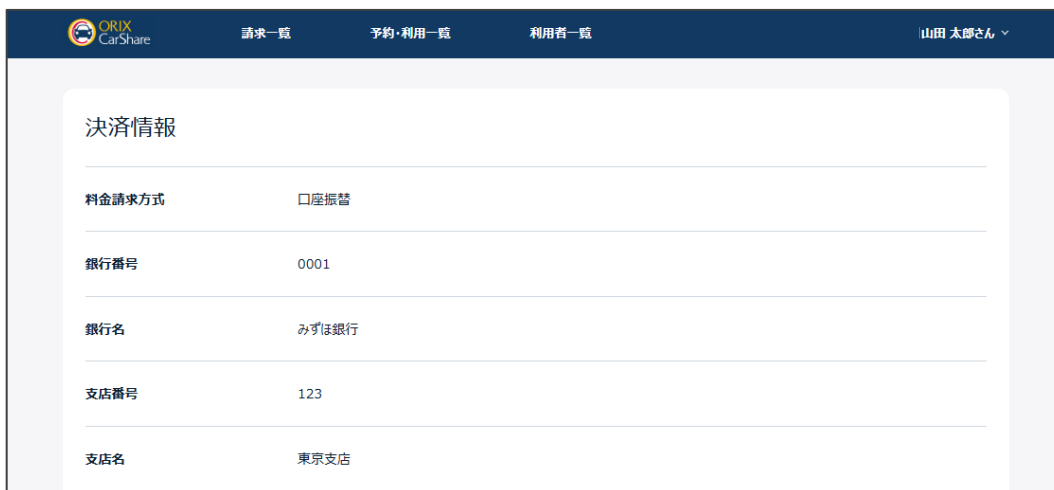 ORIX
CarShare
請求一覧 予約・利用一覧 利用者一覧 山田 太郎さん
決済情報
料金請求方式 口座振替
銀行番号 0001
銀行名 みずほ銀行
支店番号 123
支店名 東京支店